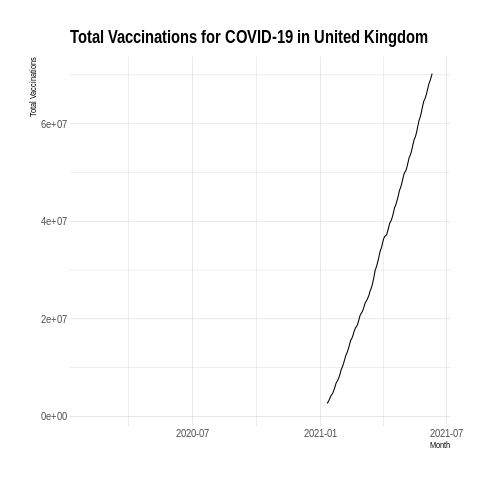 Total Vaccinations for COVID-19 in United Kingdom
Total Vaccinations
6e+07
4e+07
2e+07
0e+00
2020-07
2021-01
2021-07
Month